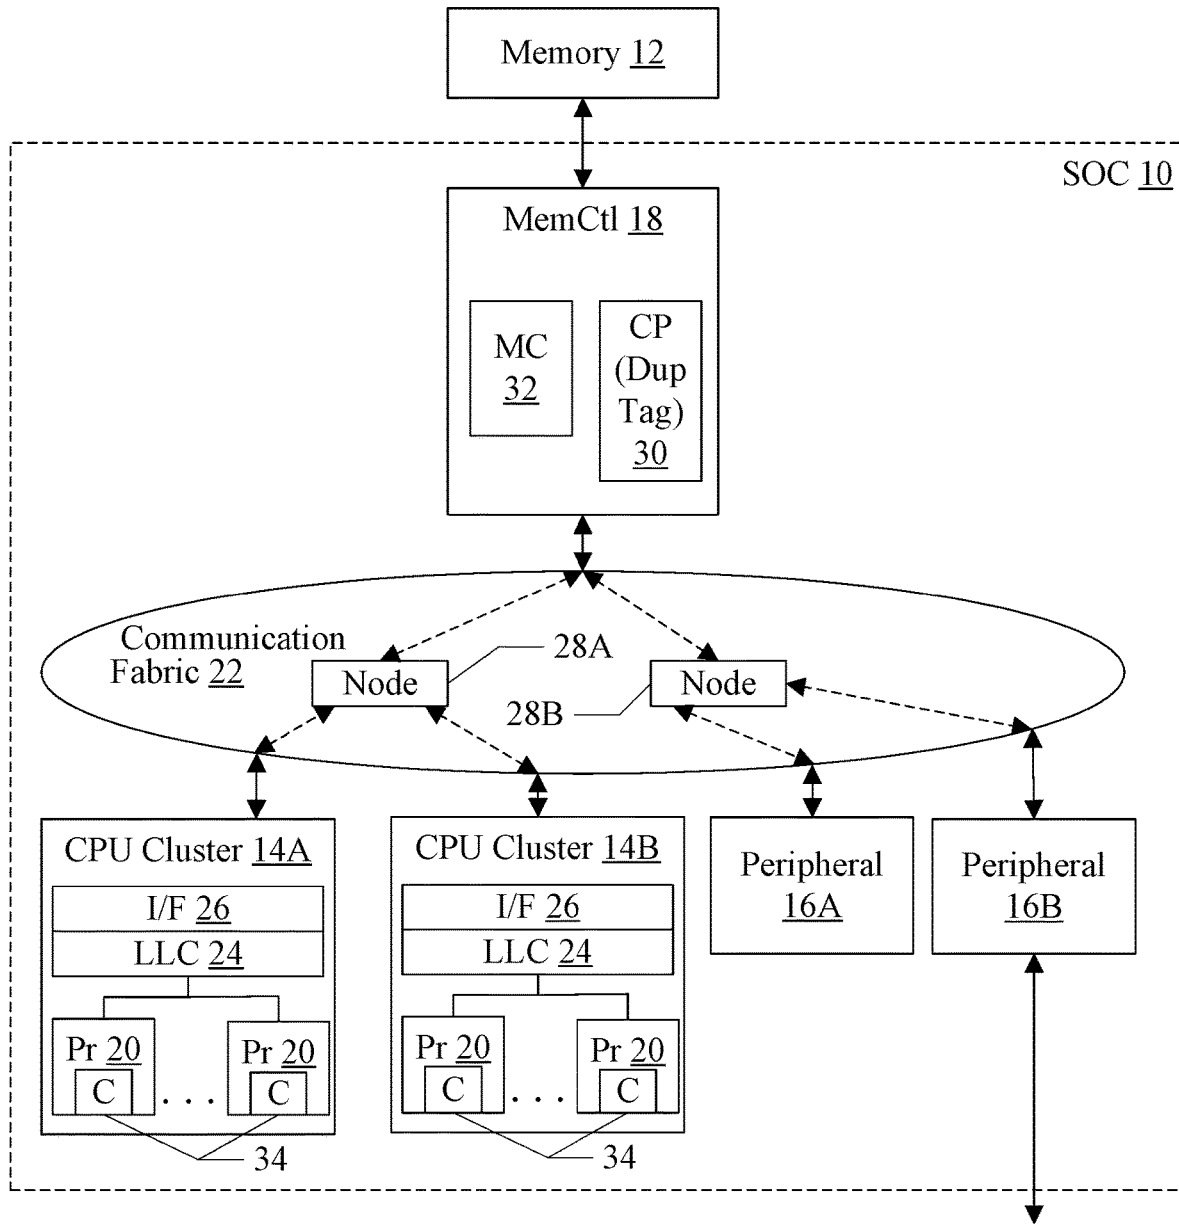 Memory 12
SOC 10
MemCtl 18
MC
32
CP
(Dup
Tag)
30
Communication
Fabric 22
Node
28A
28B
Node
CPU Cluster 14A
I/F 26
LLC 24
Pr 20
C
. . .
Pr 20
C
34
CPU Cluster 14B
I/F 26
LLC 24
Pr 20
C
. . .
Pr 20
C
34
Peripheral
16A
Peripheral
16B